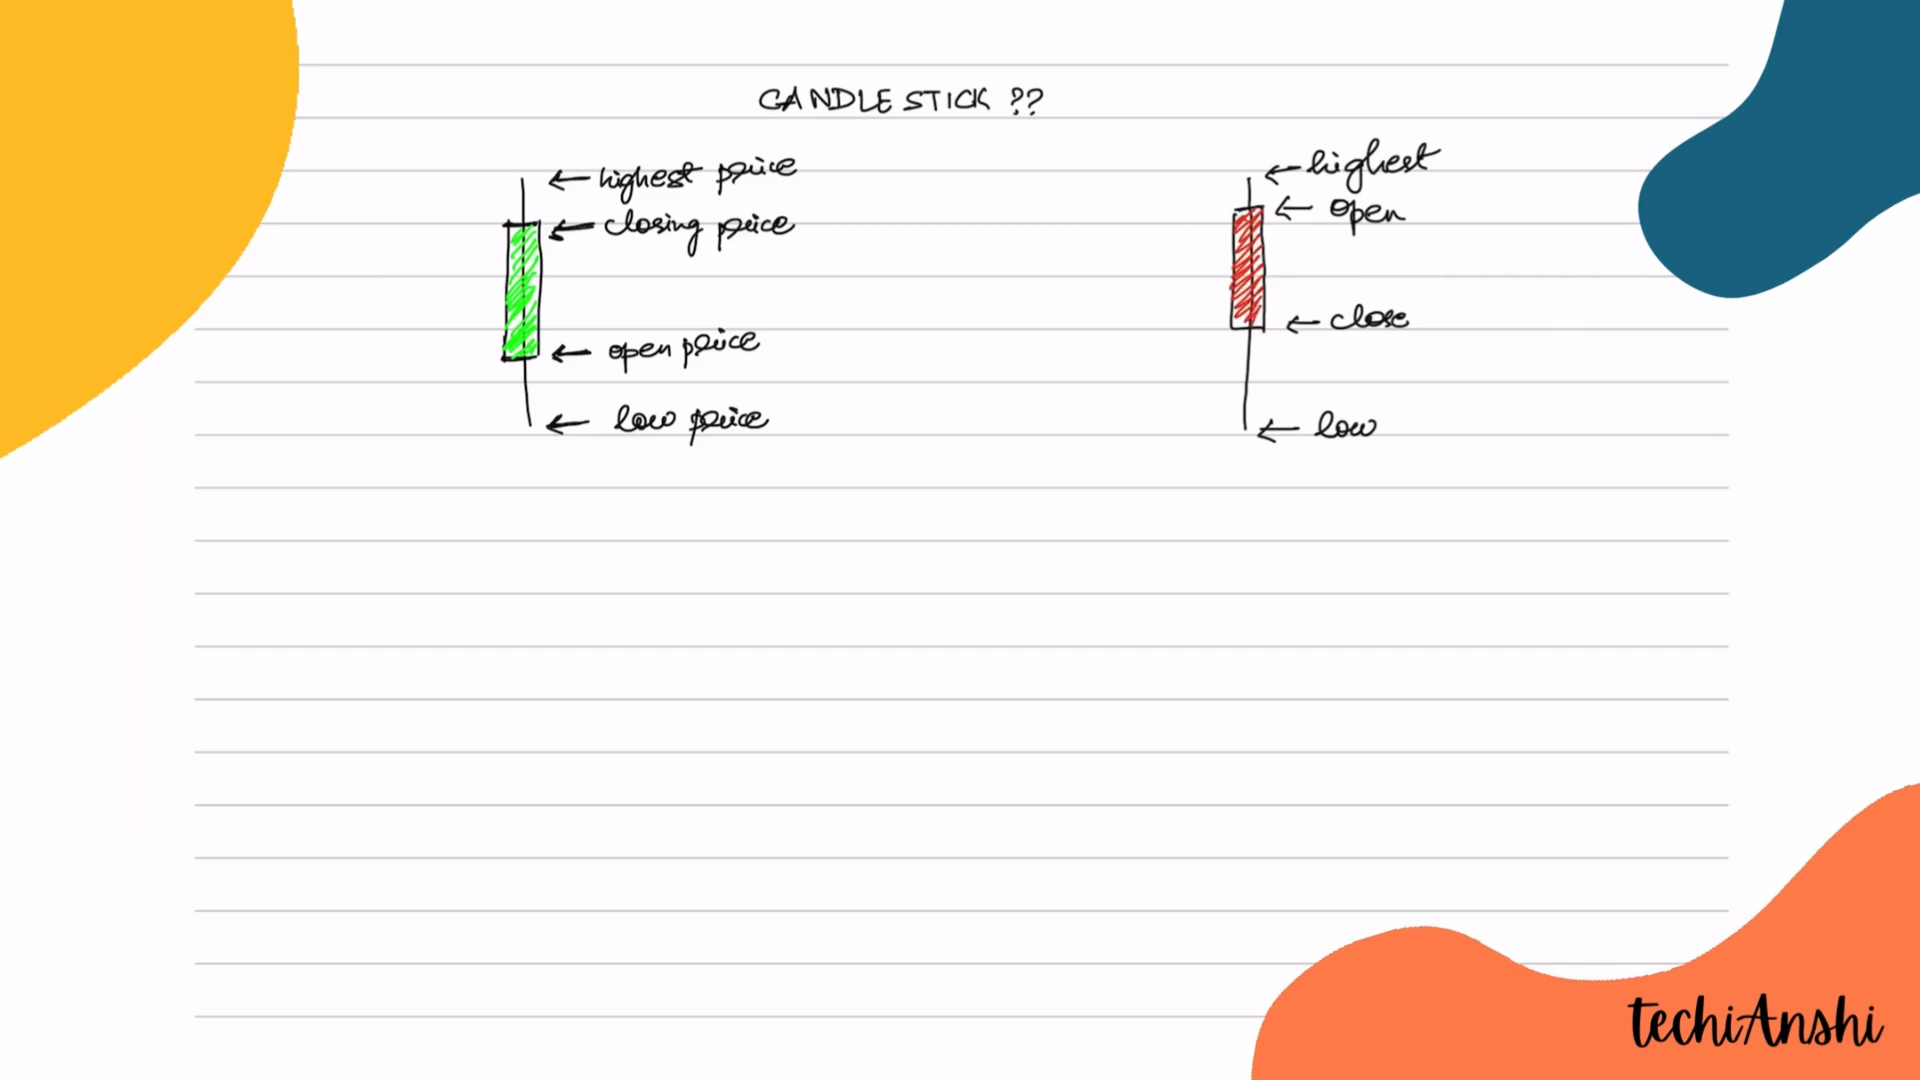 CANDLE STICK ??
← highest price
← closing price
← open price
← low price
← highest
← open
← close
← low
techiAnshi